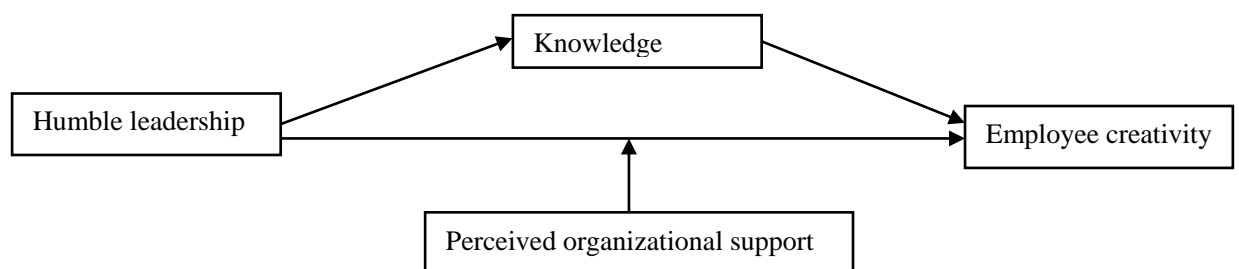 Knowledge
Humble leadership
Employee creativity
Perceived organizational support